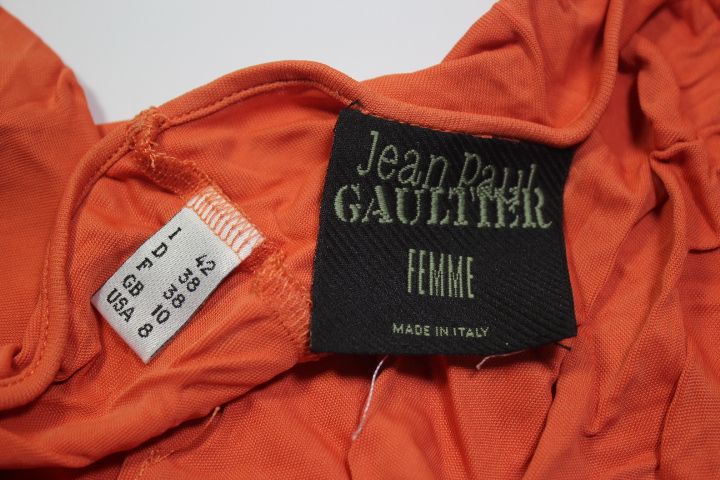 I 42
D 38
F 38
GB 10
USA 8
Jean Paul
GAULTIER
FEMME
MADE IN ITALY